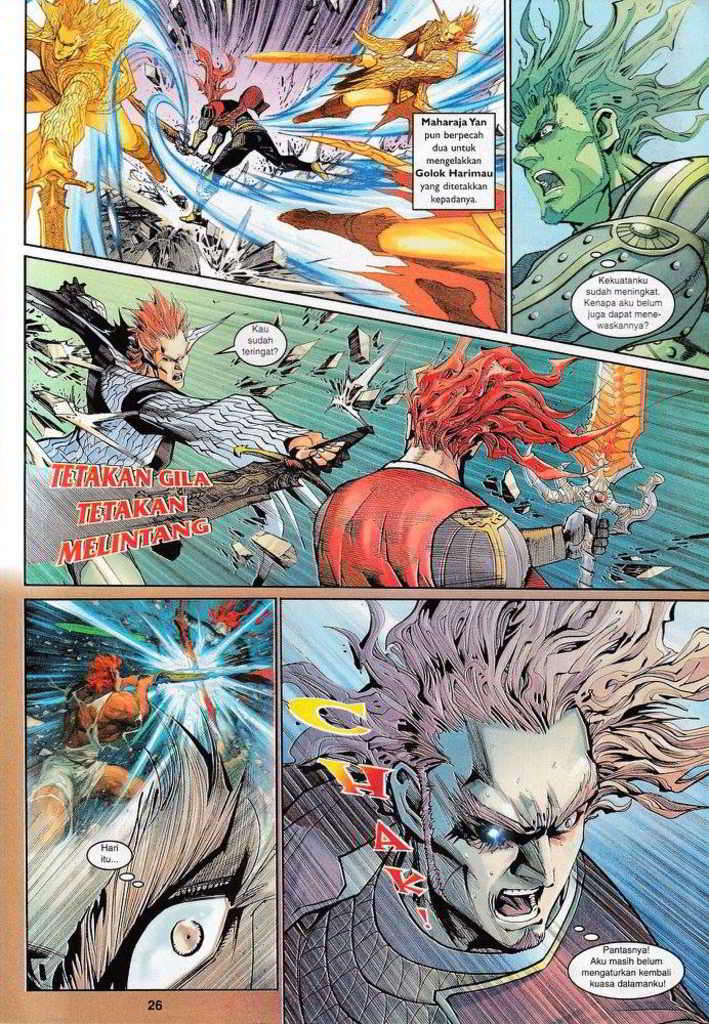 Maharaja Yan
pun berpecah
dua untuk
mengelakkan
Golok Harimau
yang ditetakkan
kepadanya.
Kekuatanku
sudah meningkat.
Kenapa aku belum
juga dapat mene-
waskannya?
Kau
sudah
teringat?
TETAKAN GILA
TETAKAN
MELINTANG
Hari
itu...
CHAK!
Pantasnya!
Aku masih belum
mengaturkan kembali
kuasa dalamanku!
26